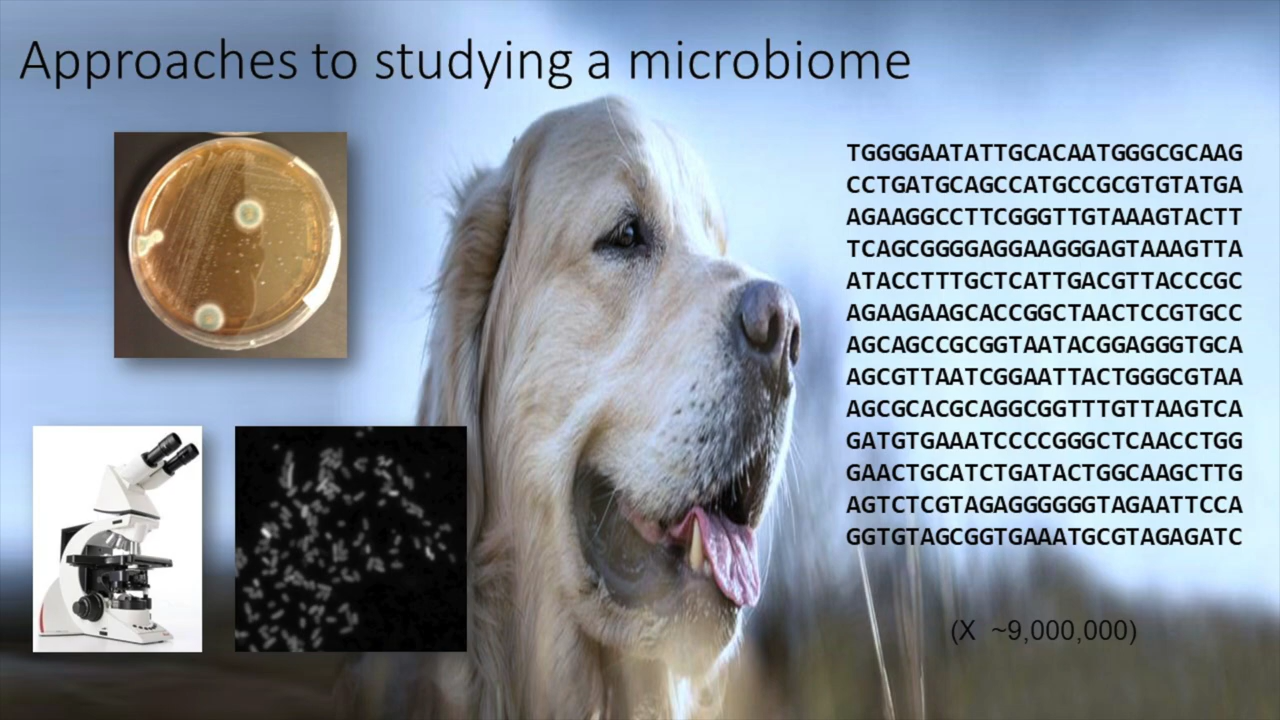 Approaches to studying a microbiome
TGGGGAATATTGCACAATGGGCGCAAG
CCTGATGCAGCCATGCCGCGTGTATGA
AGAAGGCCTTCGGGTTGTAAAGTACTT
TCAGCGGGGAGGAAGGGAGTAAAGTTA
ATACCTTTGCTCATTGACGTTACCCGC
AGAAGAAGCACCGGCTAACTCCGTGCC
AGCAGCCGCGGTAATACGGAGGGTGCA
AGCGTTAATCGGAATTACTGGGCGTAA
AGCGCACGCAGGCGGTTTGTTAAGTCA
GATGTGAAATCCCCGGGCTCAACCTGG
GAACTGCATCTGATACTGGCAAGCTTG
AGTCTCGTAGAGGGGGGTAGAATTCCA
GGTGTAGCGGTGAAATGCGTAGAGATC
(X ~9,000,000)